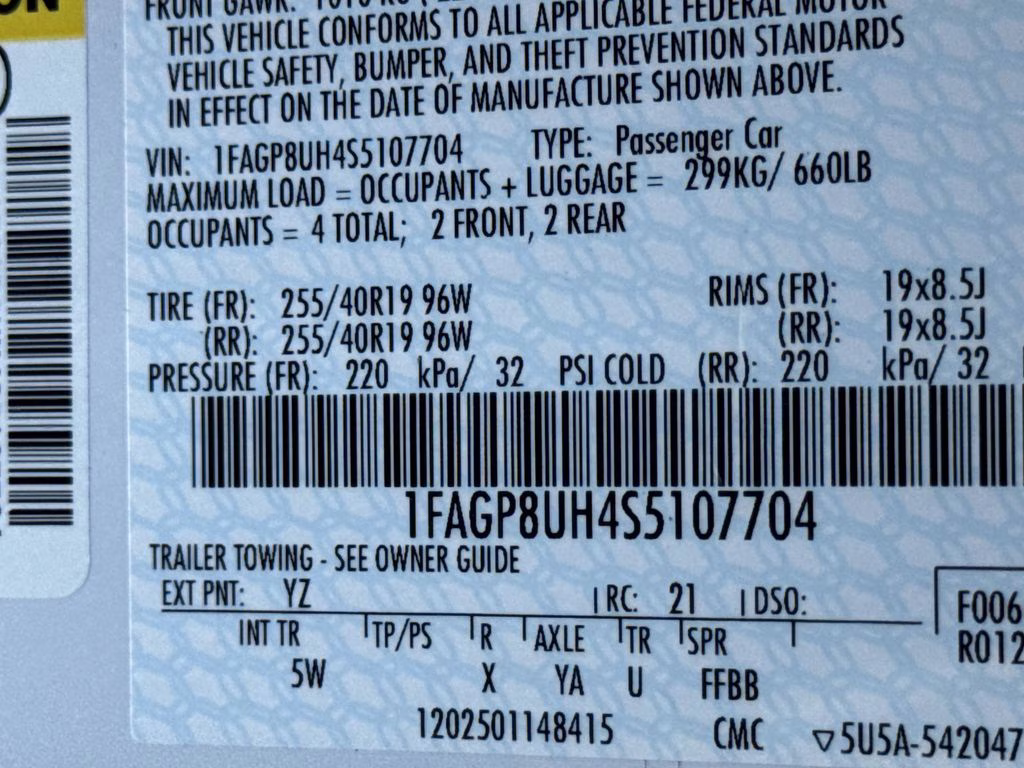 ON
THIS VEHICLE CONFORMS TO ALL APPLICABLE FEDERAL MOTOR
VEHICLE SAFETY, BUMPER, AND THEFT PREVENTION STANDARDS
IN EFFECT ON THE DATE OF MANUFACTURE SHOWN ABOVE.
VIN: 1FAGP8UH4S5107704 TYPE: Passenger Car
MAXIMUM LOAD = OCCUPANTS + LUGGAGE = 299KG/ 660LB
OCCUPANTS = 4 TOTAL; 2 FRONT, 2 REAR
TIRE (FR): 255/40R19 96W RIMS (FR): 19x8.5J
(RR): 255/40R19 96W (RR): 19x8.5J
PRESSURE (FR): 220 kPa/ 32 PSI COLD (RR): 220 kPa/ 32
1FAGP8UH4S5107704
TRAILER TOWING - SEE OWNER GUIDE
EXT PNT: YZ RC: 21 DSO: F006
INT TR TP/PS R AXLE TR SPR R012
5W X YA U FFBB
1202501148415 CMC ▽5U5A-542047